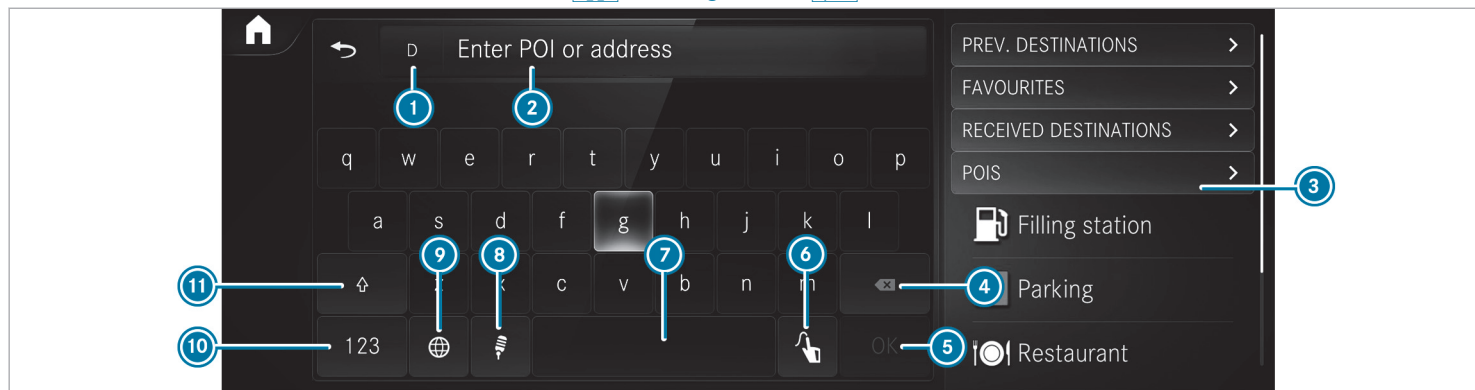 D Enter POI or address
1 2
q w e r t y u i o p
a s d f g h j k l
z x c v b n m
123 OK
11 10 9 8 7 6 4 5
PREV. DESTINATIONS
FAVOURITES
RECEIVED DESTINATIONS
POIS
3
Filling station
Parking
Restaurant